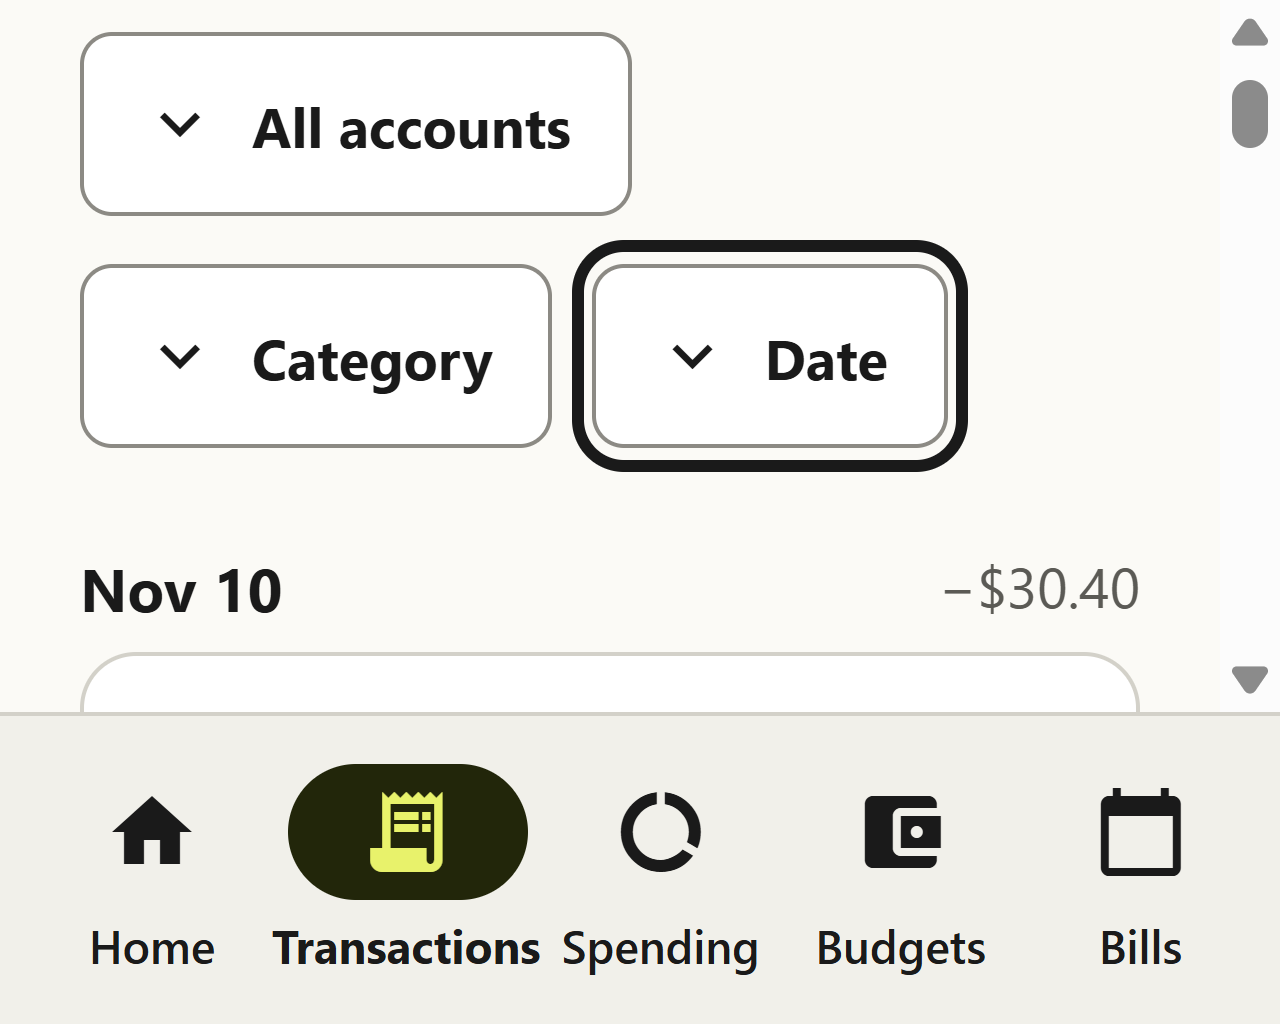 All accounts
Category
Date
Nov 10
−$30.40
Home
Transactions
Spending
Budgets
Bills